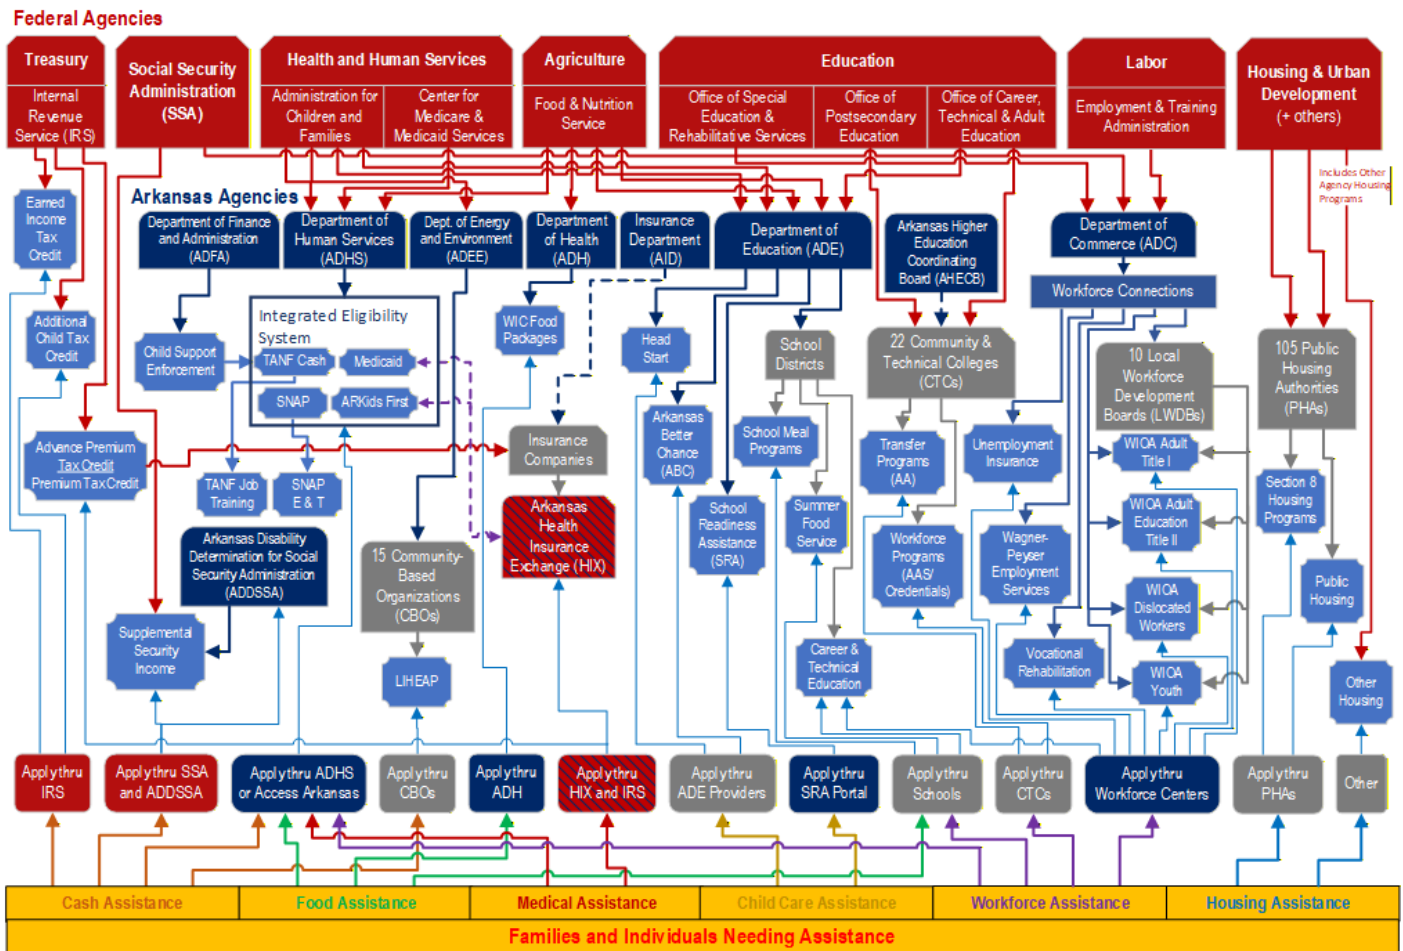 Federal Agencies
Treasury
Internal
Revenue
Service (IRS)
Social Security
Administration
(SSA)
Health and Human Services
Administration for
Children and
Families
Center for
Medicare &
Medicaid Services
Agriculture
Food & Nutrition
Service
Education
Office of Special
Education &
Rehabilitative Services
Office of
Postsecondary
Education
Office of Career,
Technical & Adult
Education
Labor
Employment & Training
Administration
Housing & Urban
Development
(+ others)
Includes Other
Agency Housing
Programs
Arkansas Agencies
Department of Finance
and Administration
(ADFA)
Department of
Human Services
(ADHS)
Dept. of Energy
and Environment
(ADEE)
Department
of Health
(ADH)
Insurance
Department
(AID)
Department of
Education (ADE)
Arkansas Higher
Education
Coordinating
Board (AHECB)
Department of
Commerce (ADC)
Workforce Connections
Earned
Income
Tax
Credit
Additional
Child Tax
Credit
Advance Premium
Tax Credit
Premium Tax Credit
Child Support
Enforcement
Integrated Eligibility
System
TANF Cash
Medicaid
SNAP
ARKids First
TANF Job
Training
SNAP
E & T
WIC Food
Packages
Insurance
Companies
Arkansas
Health
Insurance
Exchange (HIX)
Head
Start
Arkansas
Better
Chance
(ABC)
School
Readiness
Assistance
(SRA)
School
Districts
School Meal
Programs
Summer
Food
Service
Career &
Technical
Education
22 Community &
Technical Colleges
(CTCs)
Transfer
Programs
(AA)
Workforce
Programs
(AAS/
Credentials)
Unemployment
Insurance
Wagner-
Peyser
Employment
Services
Vocational
Rehabilitation
10 Local
Workforce
Development
Boards (LWDBs)
WIOA Adult
Title I
WIOA Adult
Education
Title II
WIOA
Dislocated
Workers
WIOA
Youth
105 Public
Housing
Authorities
(PHAs)
Section 8
Housing
Programs
Public
Housing
Other
Housing
Arkansas Disability
Determination for Social
Security Administration
(ADDSSA)
Supplemental
Security
Income
15 Community-
Based
Organizations
(CBOs)
LIHEAP
Apply thru
IRS
Apply thru SSA
and ADDSSA
Apply thru ADHS
or Access Arkansas
Apply thru
CBOs
Apply thru
ADH
Apply thru
HIX and IRS
Apply thru
ADE Providers
Apply thru
SRA Portal
Apply thru
Schools
Apply thru
CTCs
Apply thru
Workforce Centers
Apply thru
PHAs
Other
Cash Assistance
Food Assistance
Medical Assistance
Child Care Assistance
Workforce Assistance
Housing Assistance
Families and Individuals Needing Assistance